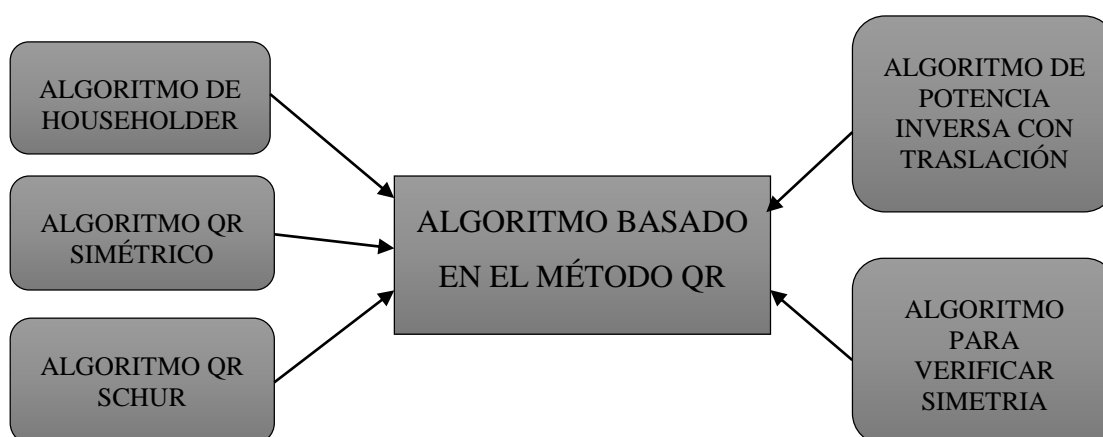 ALGORITMO DE
HOUSEHOLDER
ALGORITMO QR
SIMÉTRICO
ALGORITMO QR
SCHUR
ALGORITMO BASADO
EN EL MÉTODO QR
ALGORITMO DE
POTENCIA
INVERSA CON
TRASLACIÓN
ALGORITMO
PARA
VERIFICAR
SIMETRIA